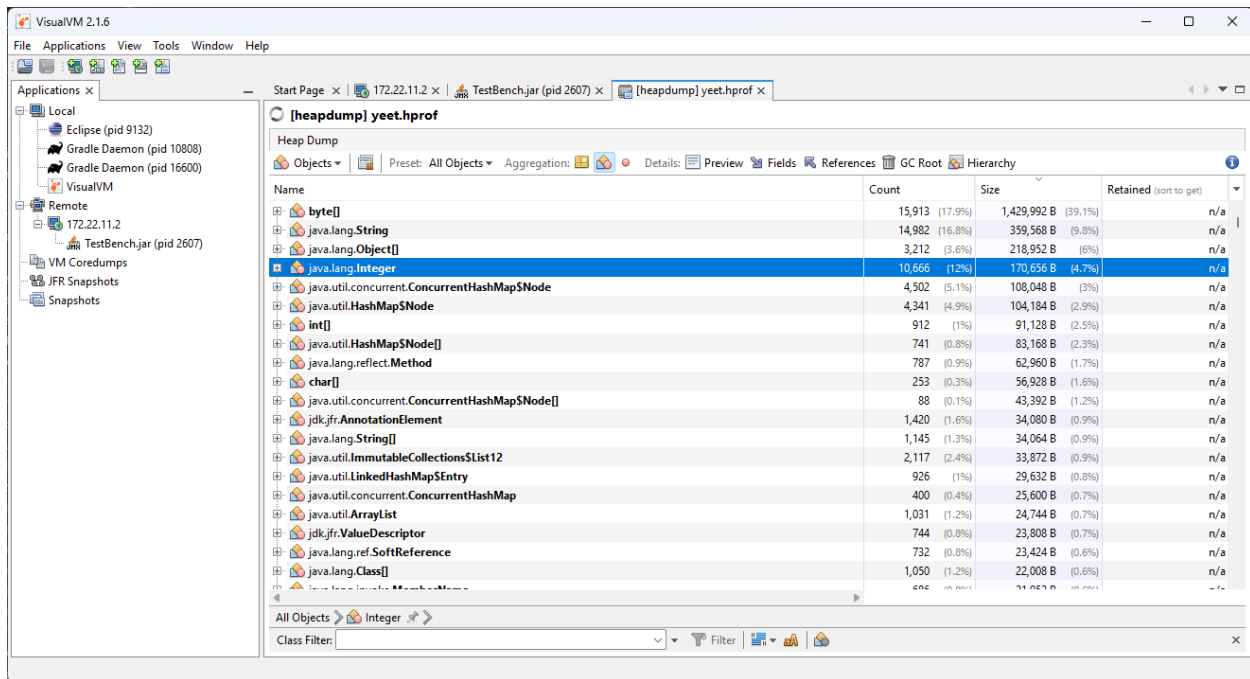 VisualVM 2.1.6
File Applications View Tools Window Help
Applications
Local
Eclipse (pid 9132)
Gradle Daemon (pid 10808)
Gradle Daemon (pid 16600)
VisualVM
Remote
172.22.11.2
TestBench.jar (pid 2607)
VM Coredumps
JFR Snapshots
Snapshots
Start Page 172.22.11.2 TestBench.jar (pid 2607) [heapdump] yeet.hprof
[heapdump] yeet.hprof
Heap Dump
Objects Preset: All Objects Aggregation: Details: Preview Fields References GC Root Hierarchy
Name Count Size Retained (sort to get)
byte[] 15,913 (17.9%) 1,429,992 B (39.1%) n/a
java.lang.String 14,982 (16.8%) 359,568 B (9.8%) n/a
java.lang.Object[] 3,212 (3.6%) 218,952 B (6%) n/a
java.lang.Integer 10,666 (12%) 170,656 B (4.7%) n/a
java.util.concurrent.ConcurrentHashMap$Node 4,502 (5.1%) 108,048 B (3%) n/a
java.util.HashMap$Node 4,341 (4.9%) 104,184 B (2.9%) n/a
int[] 912 (1%) 91,128 B (2.5%) n/a
java.util.HashMap$Node[] 741 (0.8%) 83,168 B (2.3%) n/a
java.lang.reflect.Method 787 (0.9%) 62,960 B (1.7%) n/a
char[] 253 (0.3%) 56,928 B (1.6%) n/a
java.util.concurrent.ConcurrentHashMap$Node[] 88 (0.1%) 43,392 B (1.2%) n/a
jdk.jfr.AnnotationElement 1,420 (1.6%) 34,080 B (0.9%) n/a
java.lang.String[] 1,145 (1.3%) 34,064 B (0.9%) n/a
java.util.ImmutableCollections$List12 2,117 (2.4%) 33,872 B (0.9%) n/a
java.util.LinkedHashMap$Entry 926 (1%) 29,632 B (0.8%) n/a
java.util.concurrent.ConcurrentHashMap 400 (0.4%) 25,600 B (0.7%) n/a
java.util.ArrayList 1,031 (1.2%) 24,744 B (0.7%) n/a
jdk.jfr.ValueDescriptor 744 (0.8%) 23,808 B (0.7%) n/a
java.lang.ref.SoftReference 732 (0.8%) 23,424 B (0.6%) n/a
java.lang.Class[] 1,050 (1.2%) 22,008 B (0.6%) n/a
All Objects Integer
Class Filter: Filter